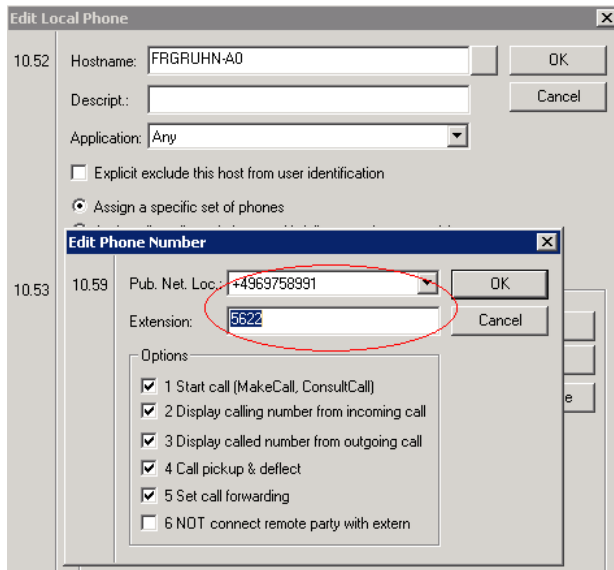 Edit Local Phone
10.52 Hostname: FRGRUHN-A0 OK
Descript.: Cancel
Application: Any
Explicit exclude this host from user identification
Assign a specific set of phones
Edit Phone Number
10.53 10.59 Pub. Net. Loc.: +4969758991 OK
Extension: 5622 Cancel
Options
1 Start call (MakeCall, ConsultCall)
2 Display calling number from incoming call
e
3 Display called number from outgoing call
4 Call pickup & deflect
5 Set call forwarding
6 NOT connect remote party with extern